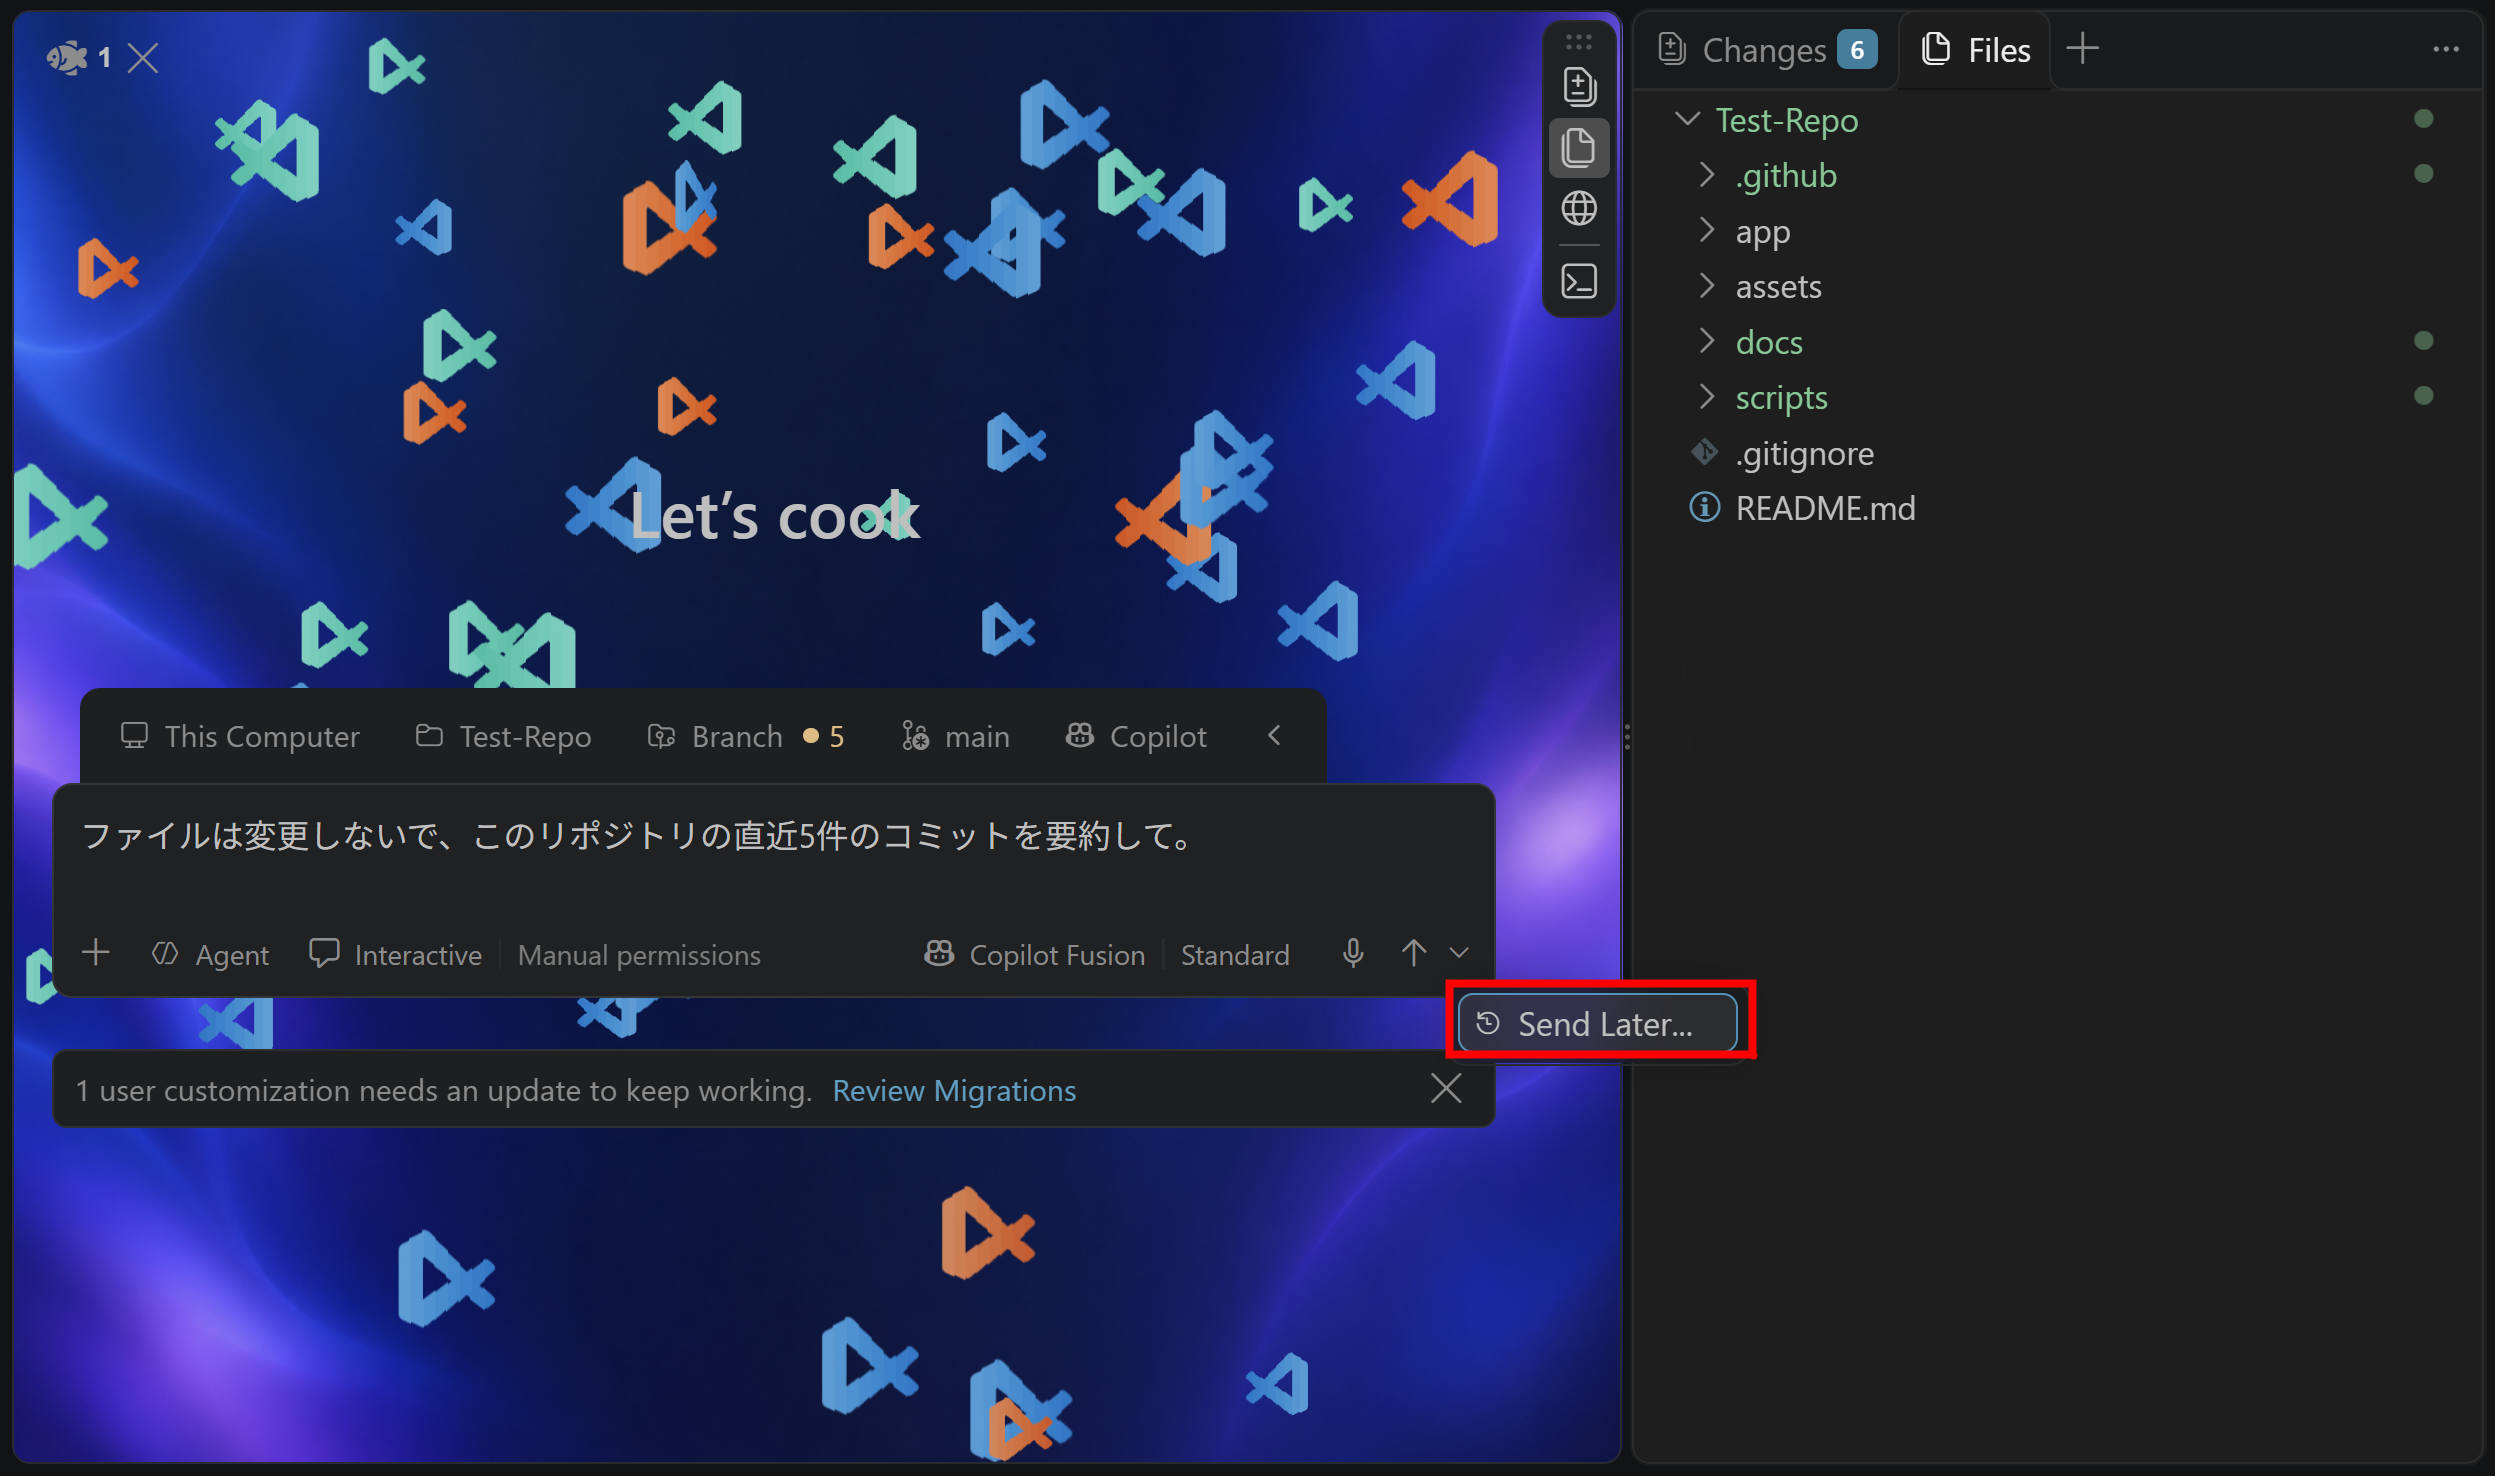 1
Changes 6
Files
Test-Repo
.github
app
assets
docs
scripts
.gitignore
README.md
Let's cook
This Computer
Test-Repo
Branch 5
main
Copilot
ファイルは変更しないで、このリポジトリの直近5件のコミットを要約して。
Agent
Interactive
Manual permissions
Copilot Fusion
Standard
Send Later...
1 user customization needs an update to keep working. Review Migrations